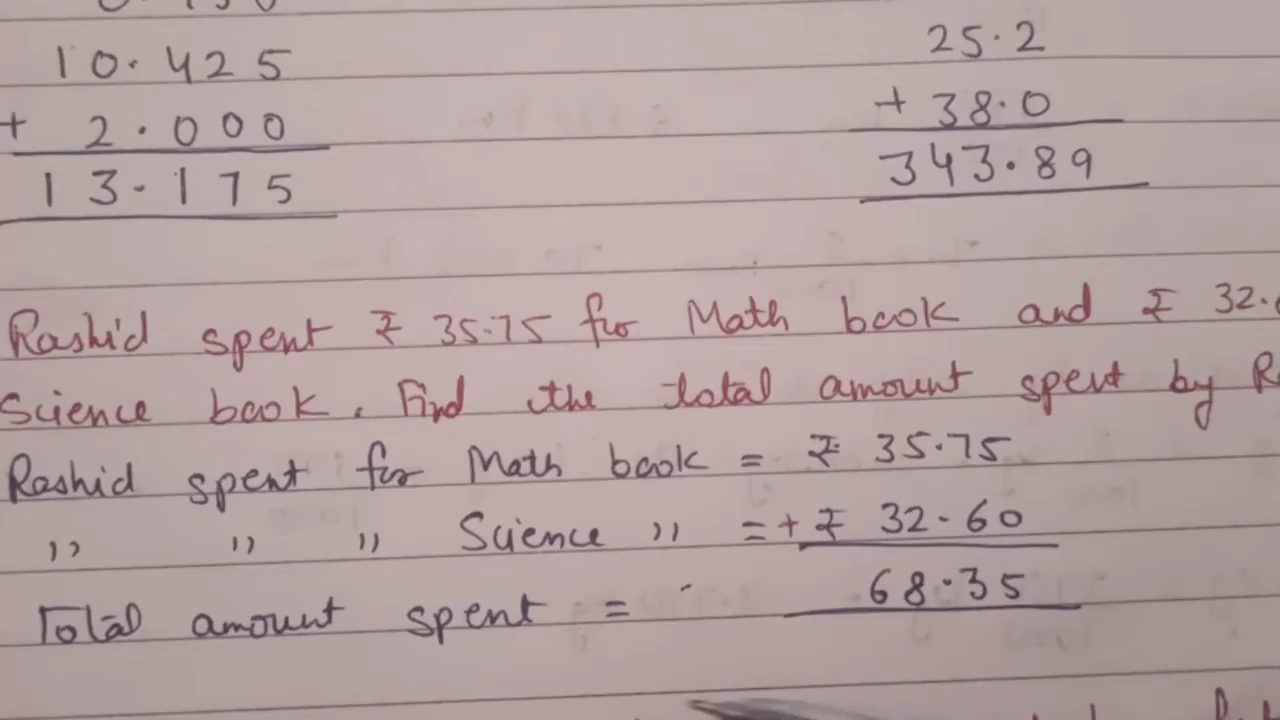 10.425
+ 2.000
13.175
25.2
+ 38.0
343.89
Rashid spent ₹ 35.75 for Math book and ₹ 32.
Science book. Find the total amount spent by
Rashid spent for Math book = ₹ 35.75
,, ,, ,, Science ,, = + ₹ 32.60
Total amount spent = 68.35